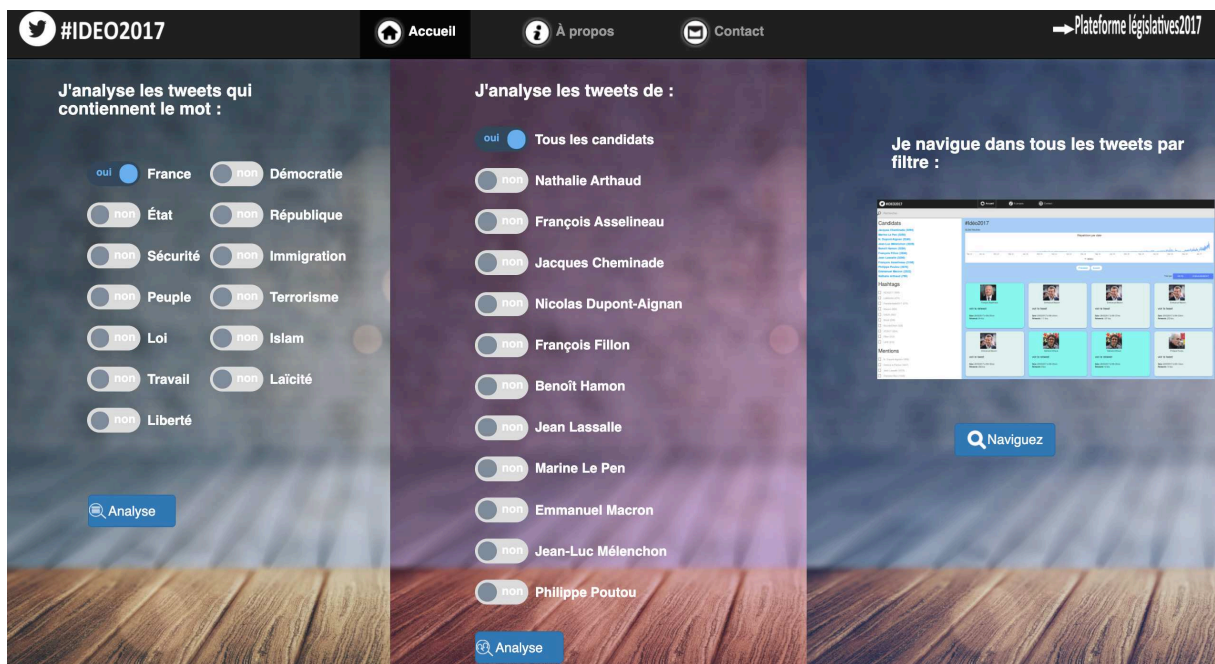 #IDEO2017
Accueil
À propos
Contact
Plateforme législatives2017
J'analyse les tweets qui
contiennent le mot :
oui France
non Démocratie
non État
non République
non Sécurité
non Immigration
non Peuple
non Terrorisme
non Loi
non Islam
non Travail
non Laïcité
non Liberté
Analyse
J'analyse les tweets de :
oui Tous les candidats
non Nathalie Arthaud
non François Asselineau
non Jacques Cheminade
non Nicolas Dupont-Aignan
non François Fillon
non Benoît Hamon
non Jean Lassalle
non Marine Le Pen
non Emmanuel Macron
non Jean-Luc Mélenchon
non Philippe Poutou
Analyse
Je navigue dans tous les tweets par
filtre :
Candidats
#Idéo2017
Hashtags
Mentions
Naviguez